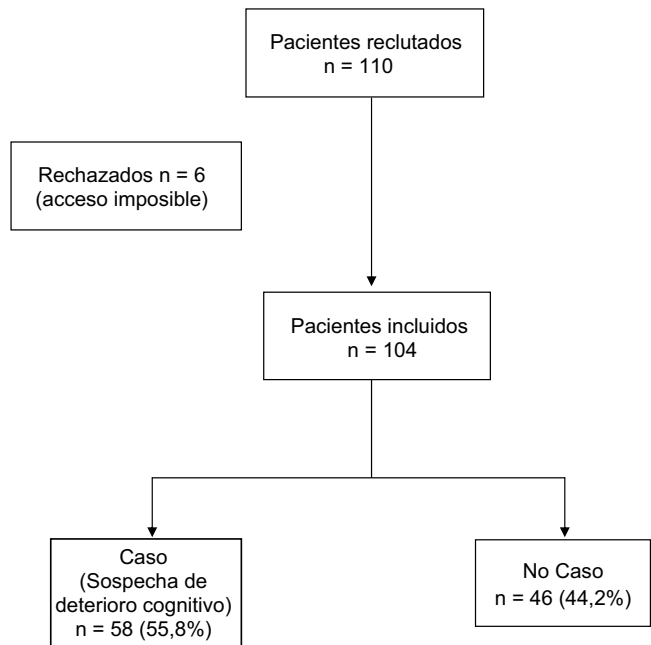 Pacientes reclutados
n = 110
Rechazados n = 6
(acceso imposible)
Pacientes incluidos
n = 104
Caso
(Sospecha de
deterioro cognitivo)
n = 58 (55,8%)
No Caso
n = 46 (44,2%)